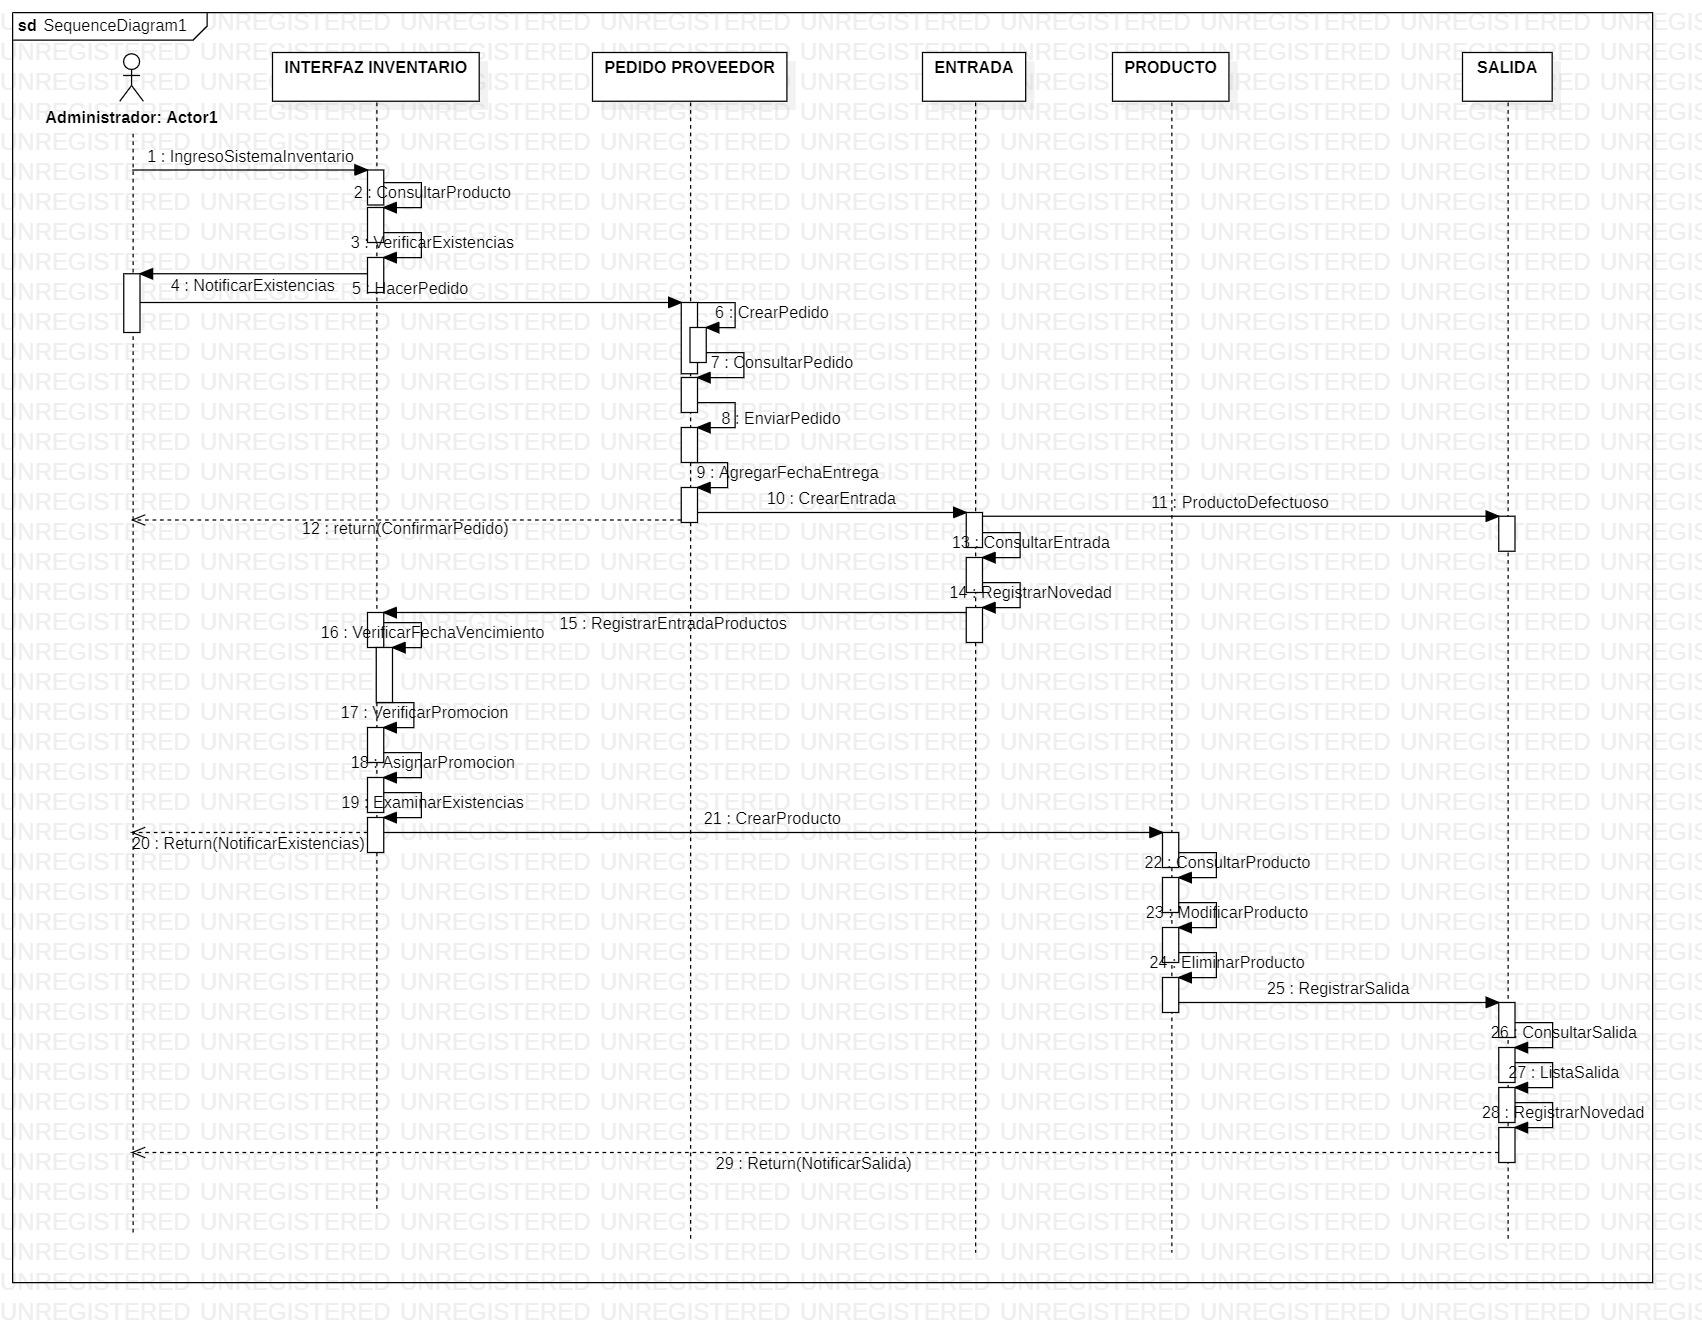 sd SequenceDiagram1
INTERFAZ INVENTARIO
PEDIDO PROVEEDOR
ENTRADA
PRODUCTO
SALIDA
Administrador: Actor1
1 : IngresoSistemaInventario
2 : ConsultarProducto
3 : VerificarExistencias
4 : NotificarExistencias
5 : HacerPedido
6 : CrearPedido
7 : ConsultarPedido
8 : EnviarPedido
9 : AgregarFechaEntrega
10 : CrearEntrada
11 : ProductoDefectuoso
12 : return(ConfirmarPedido)
13 : ConsultarEntrada
14 : RegistrarNovedad
15 : RegistrarEntradaProductos
16 : VerificarFechaVencimiento
17 : VerificarPromocion
18 : AsignarPromocion
19 : ExaminarExistencias
20 : Return(NotificarExistencias)
21 : CrearProducto
22 : ConsultarProducto
23 : ModificarProducto
24 : EliminarProducto
25 : RegistrarSalida
26 : ConsultarSalida
27 : ListaSalida
28 : RegistrarNovedad
29 : Return(NotificarSalida)
UNREGISTERED